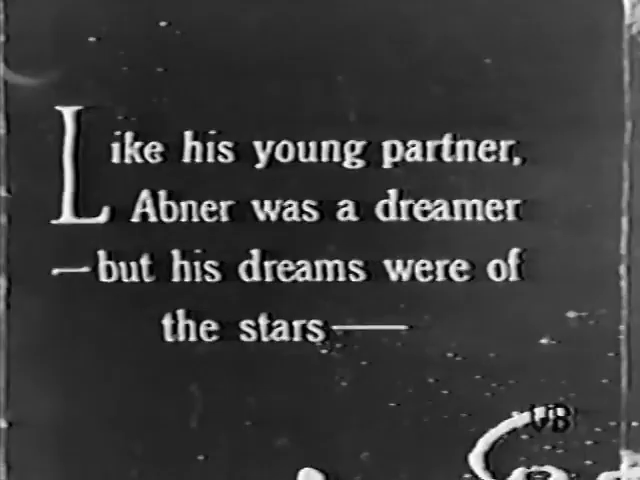 Like his young partner,
Abner was a dreamer
—but his dreams were of
the stars——
VB